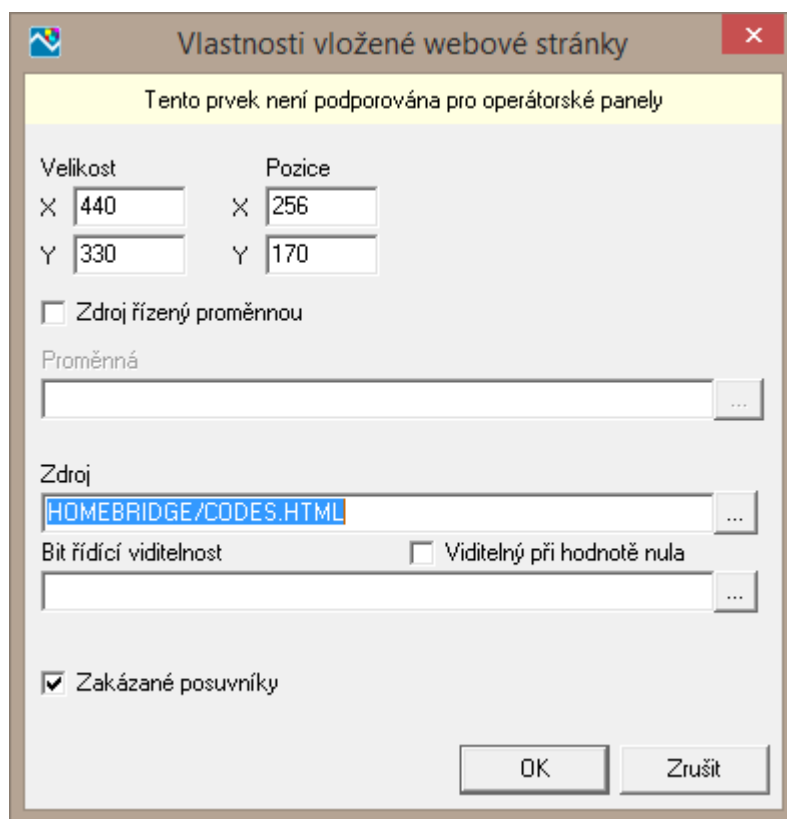 Vlastnosti vložené webové stránky
Tento prvek není podporována pro operátorské panely
Velikost Pozice
X 440 X 256
Y 330 Y 170
Zdroj řízený proměnnou
Proměnná
...
Zdroj
HOMEBRIDGE/CODES.HTML ...
Bit řídící viditelnost Viditelný při hodnotě nula
...
Zakázané posuvníky
OK Zrušit